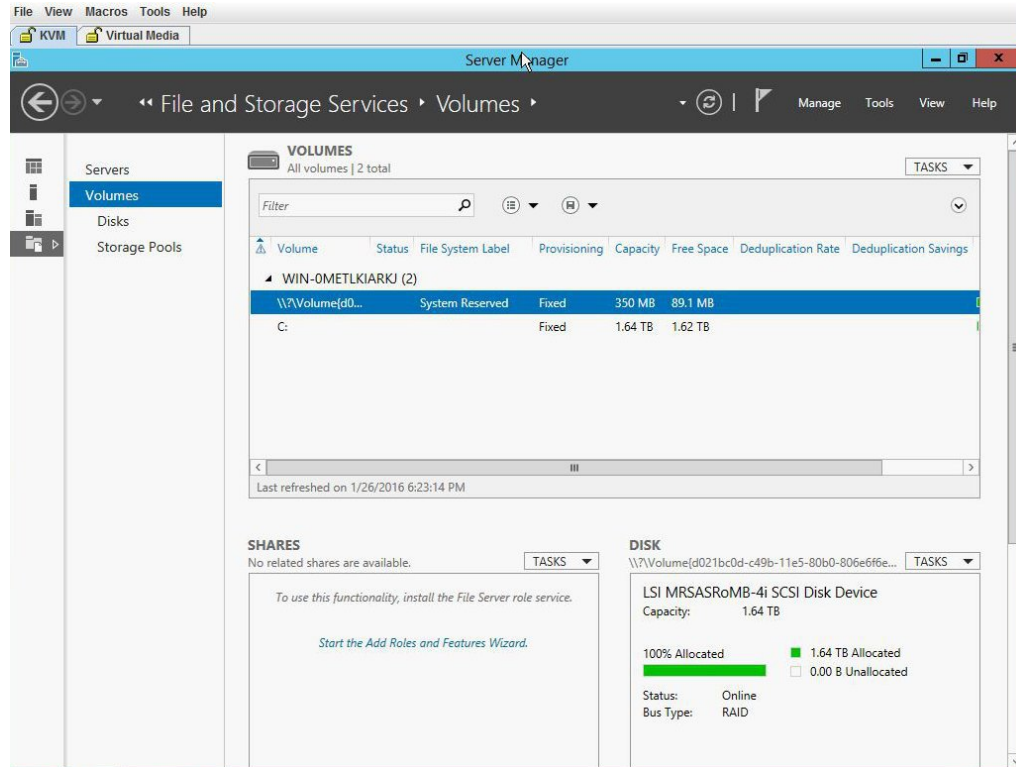 File View Macros Tools Help
KVM Virtual Media
Server Manager
File and Storage Services Volumes Manage Tools View Help
Servers
Volumes
Disks
Storage Pools
VOLUMES
All volumes | 2 total
TASKS
Filter
Volume Status File System Label Provisioning Capacity Free Space Deduplication Rate Deduplication Savings
WIN-0METLKIARKJ (2)
\\?\Volume{d0... System Reserved Fixed 350 MB 89.1 MB
C: Fixed 1.64 TB 1.62 TB
Last refreshed on 1/26/2016 6:23:14 PM
SHARES
No related shares are available.
TASKS
To use this functionality, install the File Server role service.
Start the Add Roles and Features Wizard.
DISK
\\?\Volume{d021bc0d-c49b-11e5-80b0-806e6f6e...
TASKS
LSI MRSASRoMB-4i SCSI Disk Device
Capacity: 1.64 TB
100% Allocated
1.64 TB Allocated
0.00 B Unallocated
Status: Online
Bus Type: RAID